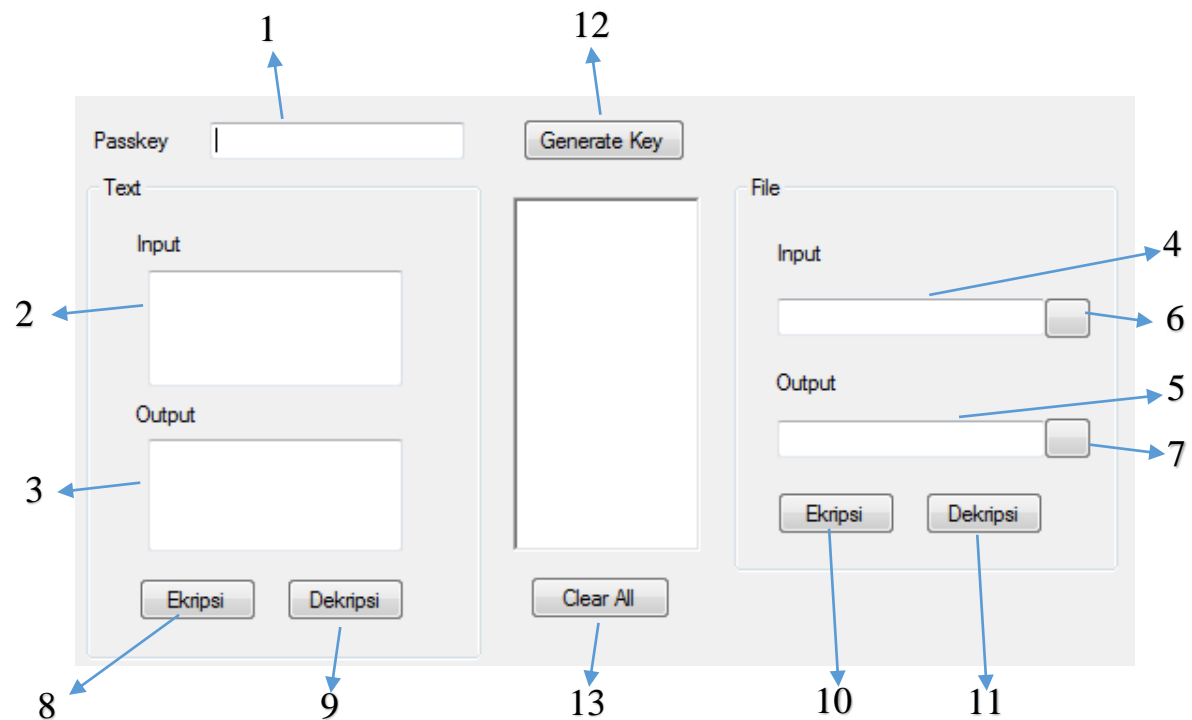 1
12
Passkey
Generate Key
Text
File
Input
Input
4
2
6
Output
Output
5
3
7
Ekripsi
Dekripsi
Ekripsi
Dekripsi
Clear All
8
9
13
10
11